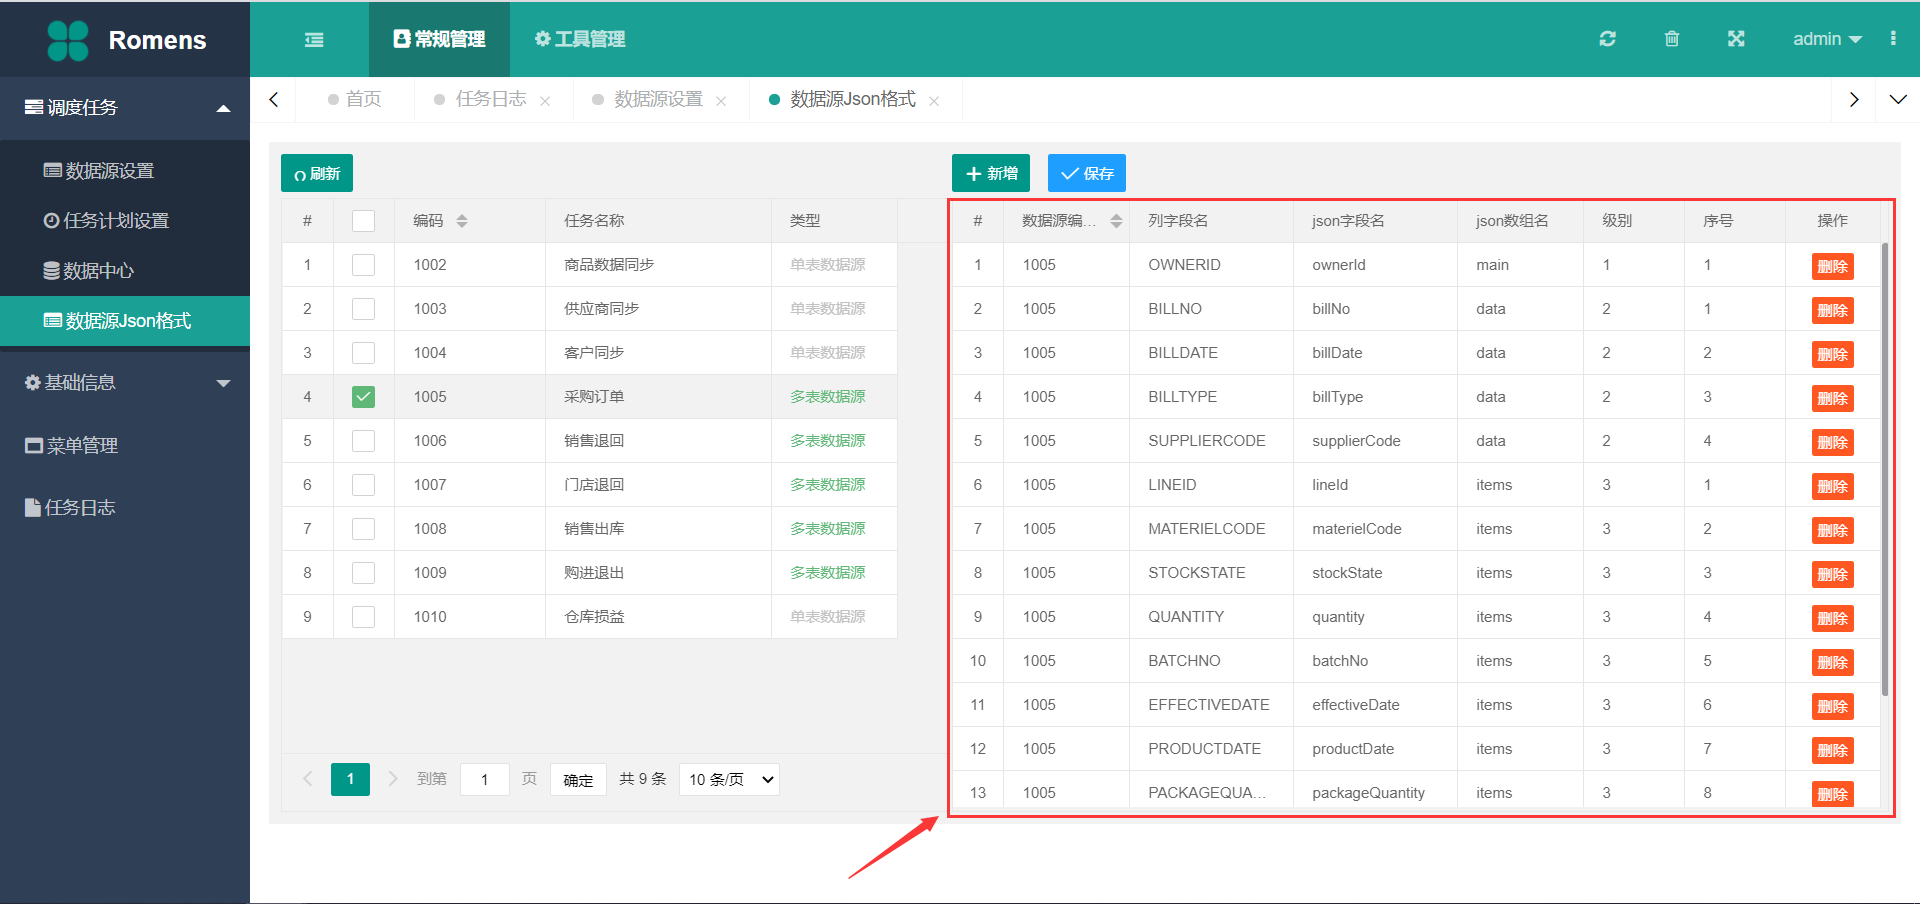 Romens
常规管理
工具管理
admin
调度任务
数据源设置
任务计划设置
数据中心
数据源Json格式
基础信息
菜单管理
任务日志
首页
任务日志
数据源设置
数据源Json格式
刷新
# 编码 任务名称 类型
1 1002 商品数据同步 单表数据源
2 1003 供应商同步 单表数据源
3 1004 客户同步 单表数据源
4 1005 采购订单 多表数据源
5 1006 销售退回 多表数据源
6 1007 门店退回 多表数据源
7 1008 销售出库 多表数据源
8 1009 购进退出 多表数据源
9 1010 仓库损益 单表数据源
1 到第 1 页 确定 共 9 条 10 条/页
新增 保存
# 数据源编... 列字段名 json字段名 json数组名 级别 序号 操作
1 1005 OWNERID ownerId main 1 1 删除
2 1005 BILLNO billNo data 2 1 删除
3 1005 BILLDATE billDate data 2 2 删除
4 1005 BILLTYPE billType data 2 3 删除
5 1005 SUPPLIERCODE supplierCode data 2 4 删除
6 1005 LINEID lineId items 3 1 删除
7 1005 MATERIELCODE materielCode items 3 2 删除
8 1005 STOCKSTATE stockState items 3 3 删除
9 1005 QUANTITY quantity items 3 4 删除
10 1005 BATCHNO batchNo items 3 5 删除
11 1005 EFFECTIVEDATE effectiveDate items 3 6 删除
12 1005 PRODUCTDATE productDate items 3 7 删除
13 1005 PACKAGEQUA... packageQuantity items 3 8 删除